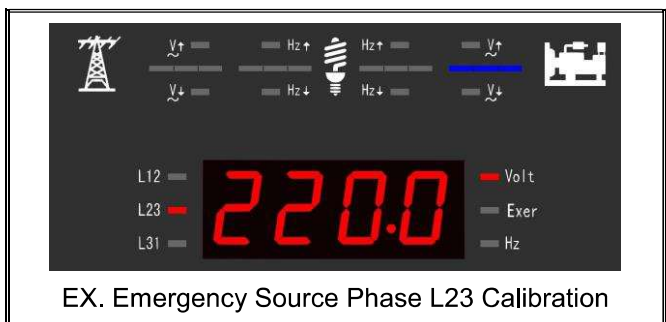 V↑ Hz↑ Hz↑ V↑
V↓ Hz↓ Hz↓ V↓
L12 Volt
L23 220.0 Exer
L31 Hz
EX. Emergency Source Phase L23 Calibration